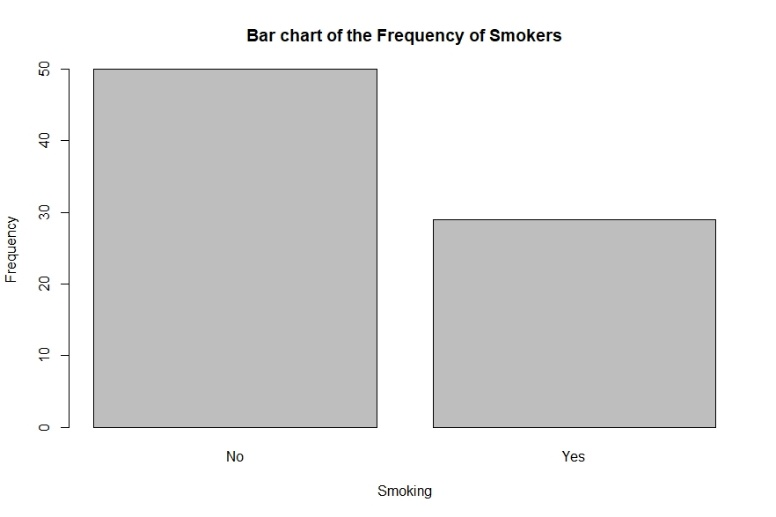 Bar chart of the Frequency of Smokers
50
40
30
20
10
0
Frequency
No Yes
Smoking